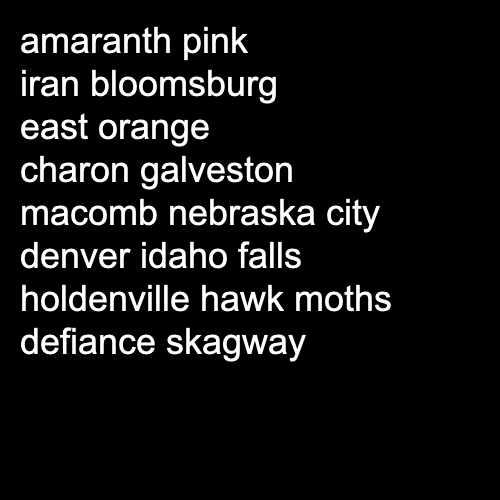 amaranth pink
iran bloomsburg
east orange
charon galveston
macomb nebraska city
denver idaho falls
holdenville hawk moths
defiance skagway